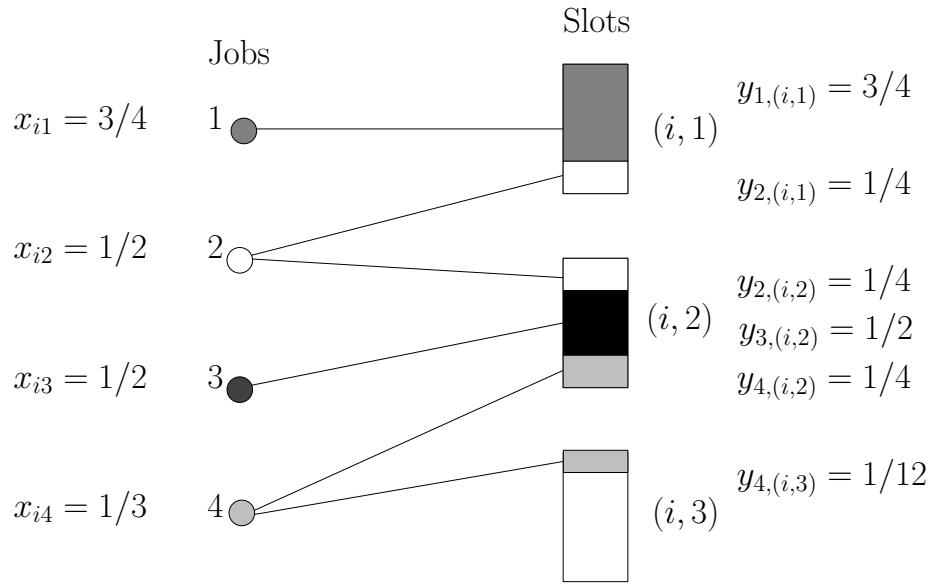 Slots
Jobs
x_{i1} = 3/4
1
(i, 1)
y_{1,(i,1)} = 3/4
y_{2,(i,1)} = 1/4
x_{i2} = 1/2
2
(i, 2)
y_{2,(i,2)} = 1/4
y_{3,(i,2)} = 1/2
y_{4,(i,2)} = 1/4
x_{i3} = 1/2
3
x_{i4} = 1/3
4
(i, 3)
y_{4,(i,3)} = 1/12